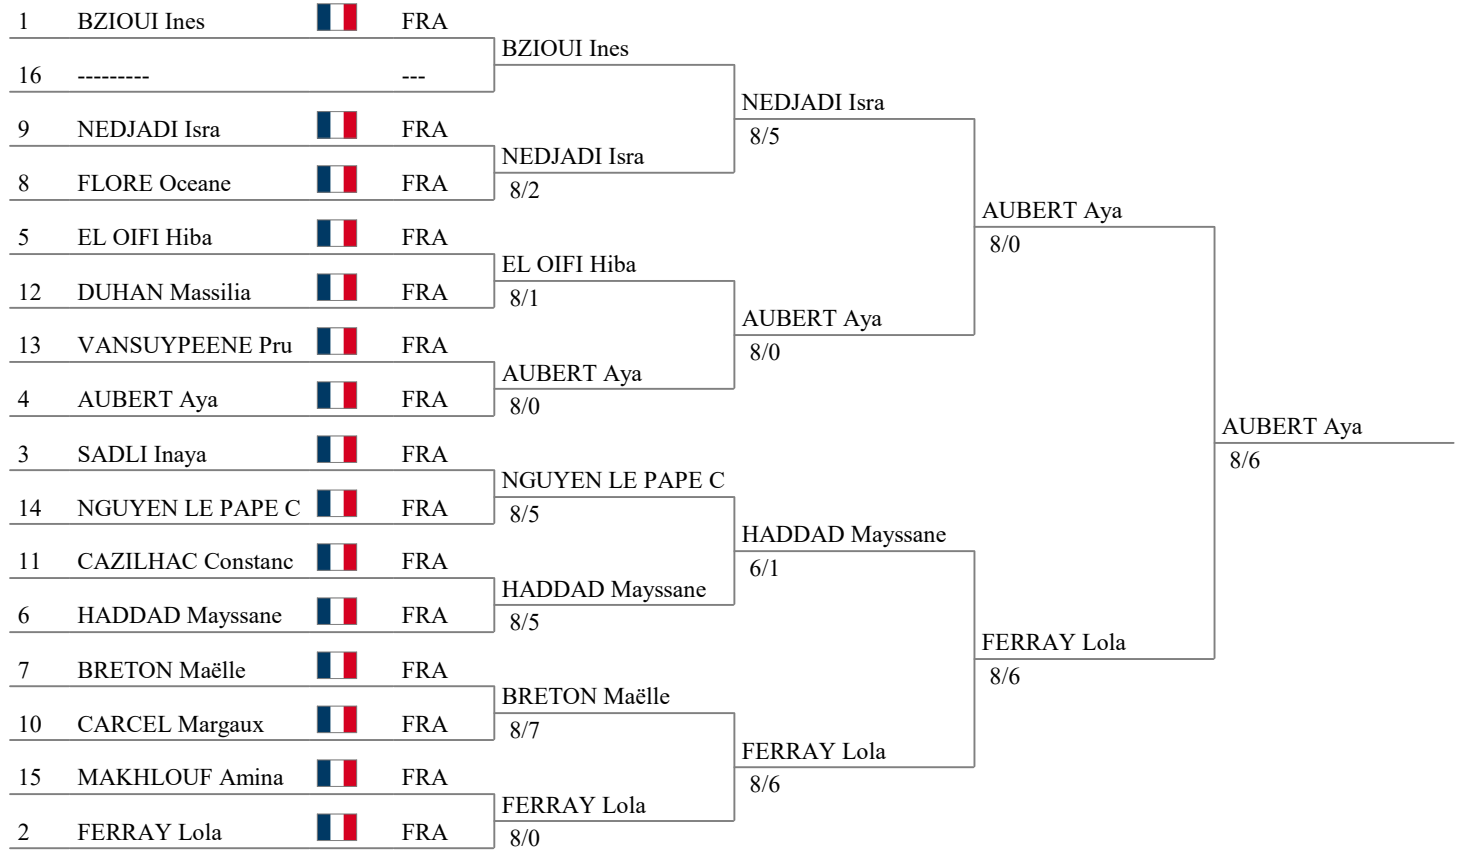 1 BZIOUI Ines FRA
BZIOUI Ines
16 --------- ---
NEDJADI Isra
8/5
9 NEDJADI Isra FRA
NEDJADI Isra
8/2
8 FLORE Oceane FRA
AUBERT Aya
8/0
5 EL OIFI Hiba FRA
EL OIFI Hiba
8/1
12 DUHAN Massilia FRA
AUBERT Aya
8/0
13 VANSUYPEENE Pru FRA
AUBERT Aya
8/0
4 AUBERT Aya FRA
AUBERT Aya
8/6
3 SADLI Inaya FRA
NGUYEN LE PAPE C
8/5
14 NGUYEN LE PAPE C FRA
HADDAD Mayssane
6/1
11 CAZILHAC Constanc FRA
HADDAD Mayssane
8/5
6 HADDAD Mayssane FRA
FERRAY Lola
8/6
7 BRETON Maëlle FRA
BRETON Maëlle
8/7
10 CARCEL Margaux FRA
FERRAY Lola
8/6
15 MAKHLOUF Amina FRA
FERRAY Lola
8/0
2 FERRAY Lola FRA